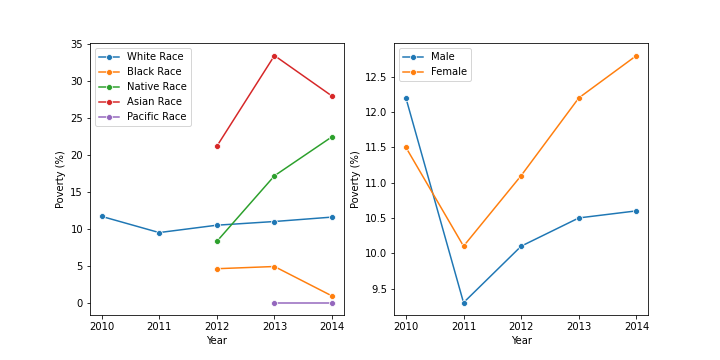 35
30
25
20
15
10
5
0
Poverty (%)
White Race
Black Race
Native Race
Asian Race
Pacific Race
2010 2011 2012 2013 2014
Year
12.5
12.0
11.5
11.0
10.5
10.0
9.5
Poverty (%)
Male
Female
2010 2011 2012 2013 2014
Year